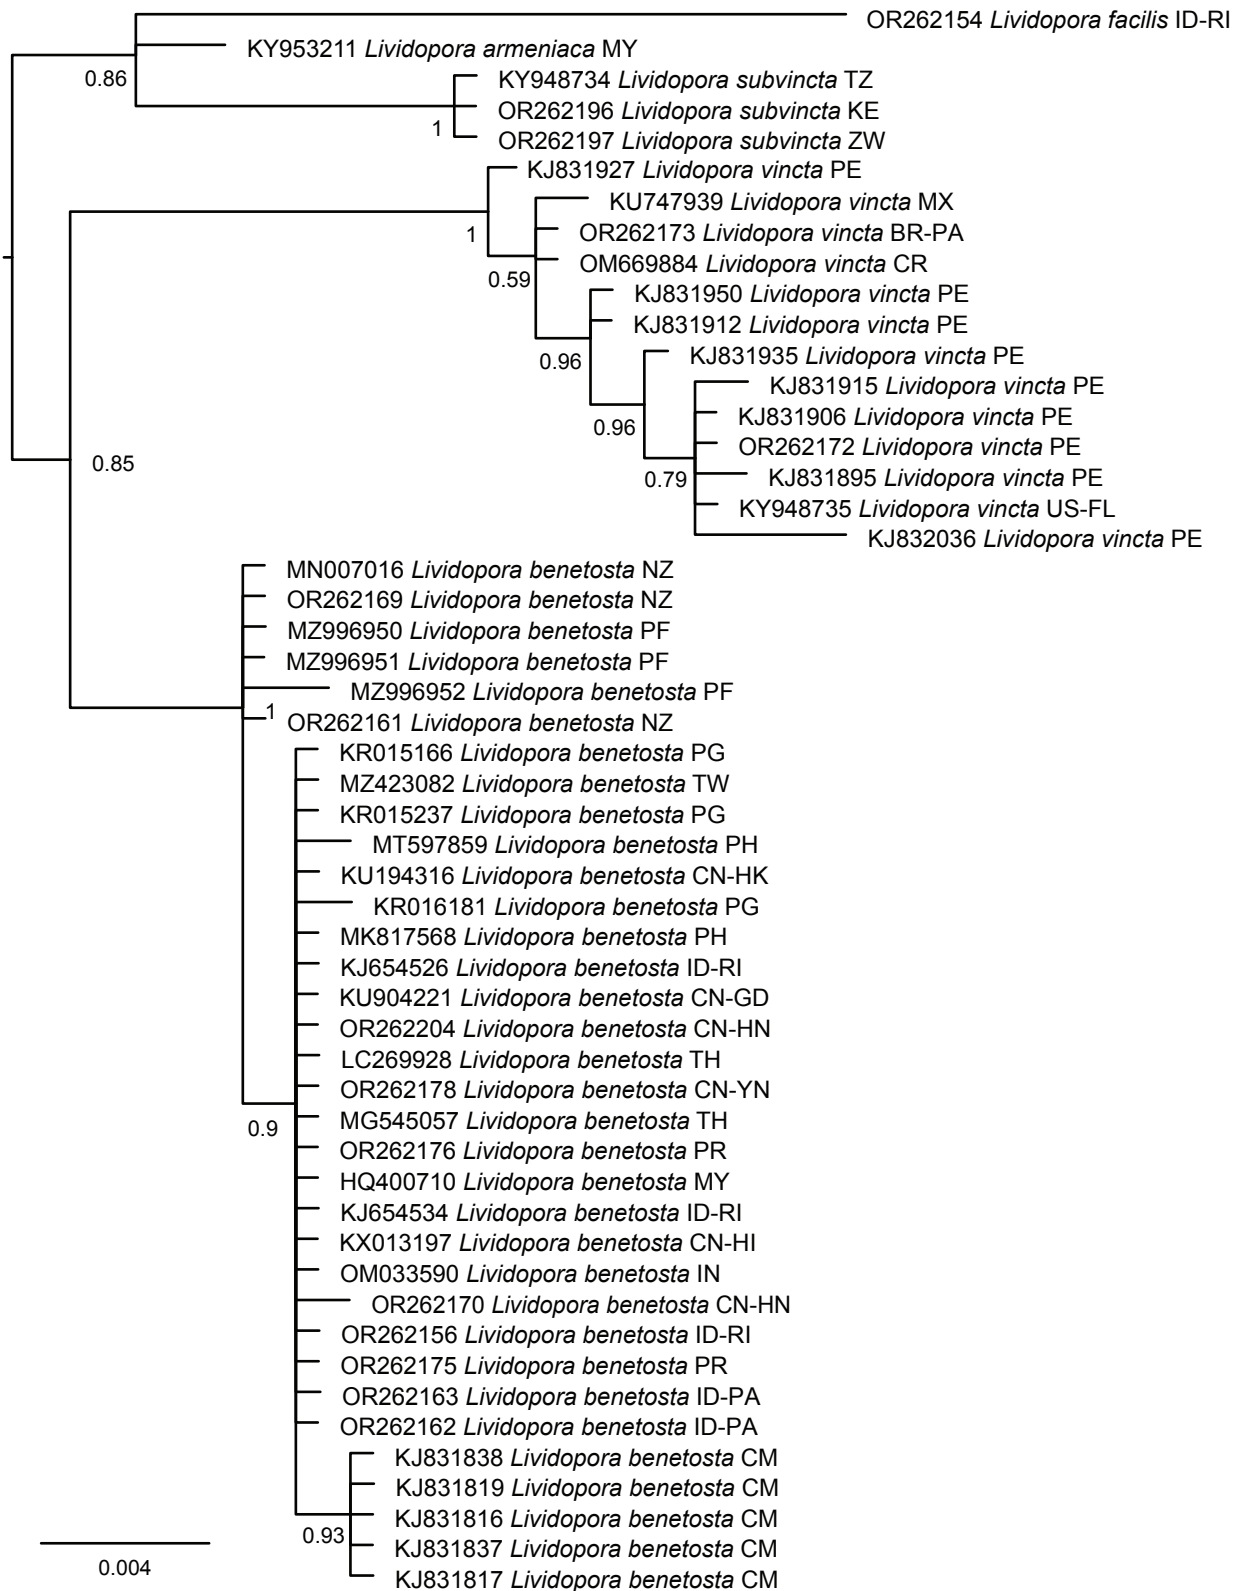 OR262154 Lividopora facilis ID-RI
KY953211 Lividopora armeniaca MY
0.86
KY948734 Lividopora subvincta TZ
OR262196 Lividopora subvincta KE
1
OR262197 Lividopora subvincta ZW
KJ831927 Lividopora vincta PE
KU747939 Lividopora vincta MX
1
OR262173 Lividopora vincta BR-PA
OM669884 Lividopora vincta CR
0.59
KJ831950 Lividopora vincta PE
KJ831912 Lividopora vincta PE
0.96
KJ831935 Lividopora vincta PE
KJ831915 Lividopora vincta PE
KJ831906 Lividopora vincta PE
0.96
OR262172 Lividopora vincta PE
0.85
KJ831895 Lividopora vincta PE
0.79
KY948735 Lividopora vincta US-FL
KJ832036 Lividopora vincta PE
MN007016 Lividopora benetosta NZ
OR262169 Lividopora benetosta NZ
MZ996950 Lividopora benetosta PF
MZ996951 Lividopora benetosta PF
MZ996952 Lividopora benetosta PF
1
OR262161 Lividopora benetosta NZ
KR015166 Lividopora benetosta PG
MZ423082 Lividopora benetosta TW
KR015237 Lividopora benetosta PG
MT597859 Lividopora benetosta PH
KU194316 Lividopora benetosta CN-HK
KR016181 Lividopora benetosta PG
MK817568 Lividopora benetosta PH
KJ654526 Lividopora benetosta ID-RI
KU904221 Lividopora benetosta CN-GD
OR262204 Lividopora benetosta CN-HN
LC269928 Lividopora benetosta TH
OR262178 Lividopora benetosta CN-YN
MG545057 Lividopora benetosta TH
0.9
OR262176 Lividopora benetosta PR
HQ400710 Lividopora benetosta MY
KJ654534 Lividopora benetosta ID-RI
KX013197 Lividopora benetosta CN-HI
OM033590 Lividopora benetosta IN
OR262170 Lividopora benetosta CN-HN
OR262156 Lividopora benetosta ID-RI
OR262175 Lividopora benetosta PR
OR262163 Lividopora benetosta ID-PA
OR262162 Lividopora benetosta ID-PA
KJ831838 Lividopora benetosta CM
KJ831819 Lividopora benetosta CM
KJ831816 Lividopora benetosta CM
0.93
KJ831837 Lividopora benetosta CM
0.004
KJ831817 Lividopora benetosta CM